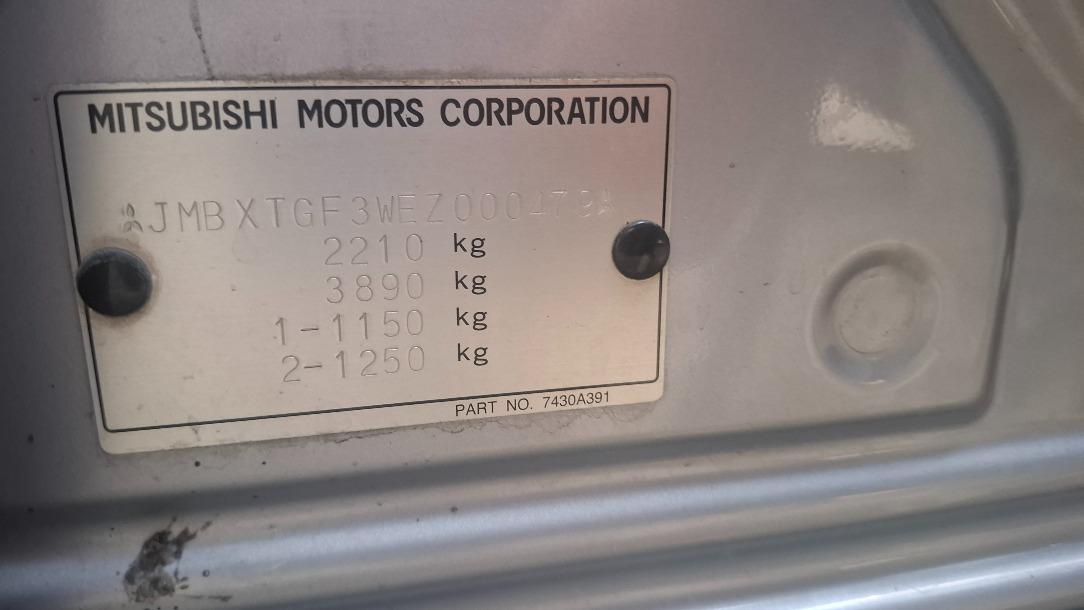 MITSUBISHI MOTORS CORPORATION
JMBXTGF3WEZ000479
2210 kg
3890 kg
1-1150 kg
2-1250 kg
PART NO. 7430A391